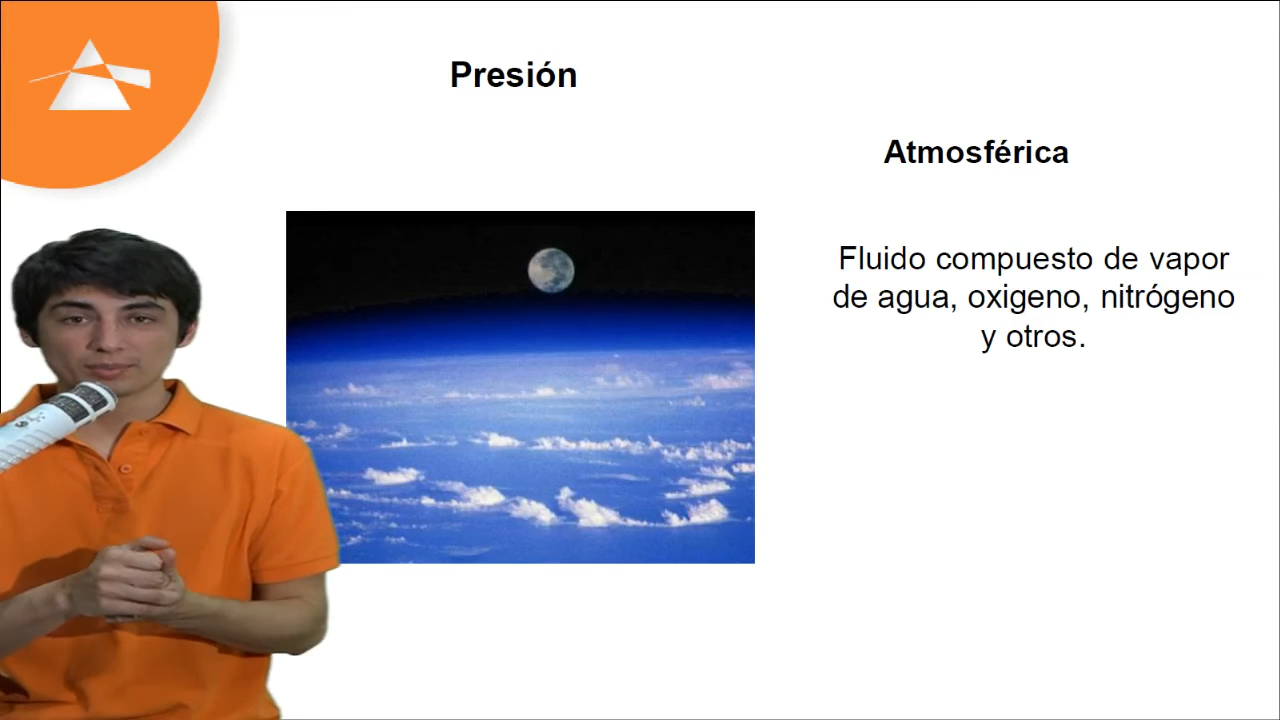 Presión
Atmosférica
Fluido compuesto de vapor
de agua, oxigeno, nitrógeno
y otros.